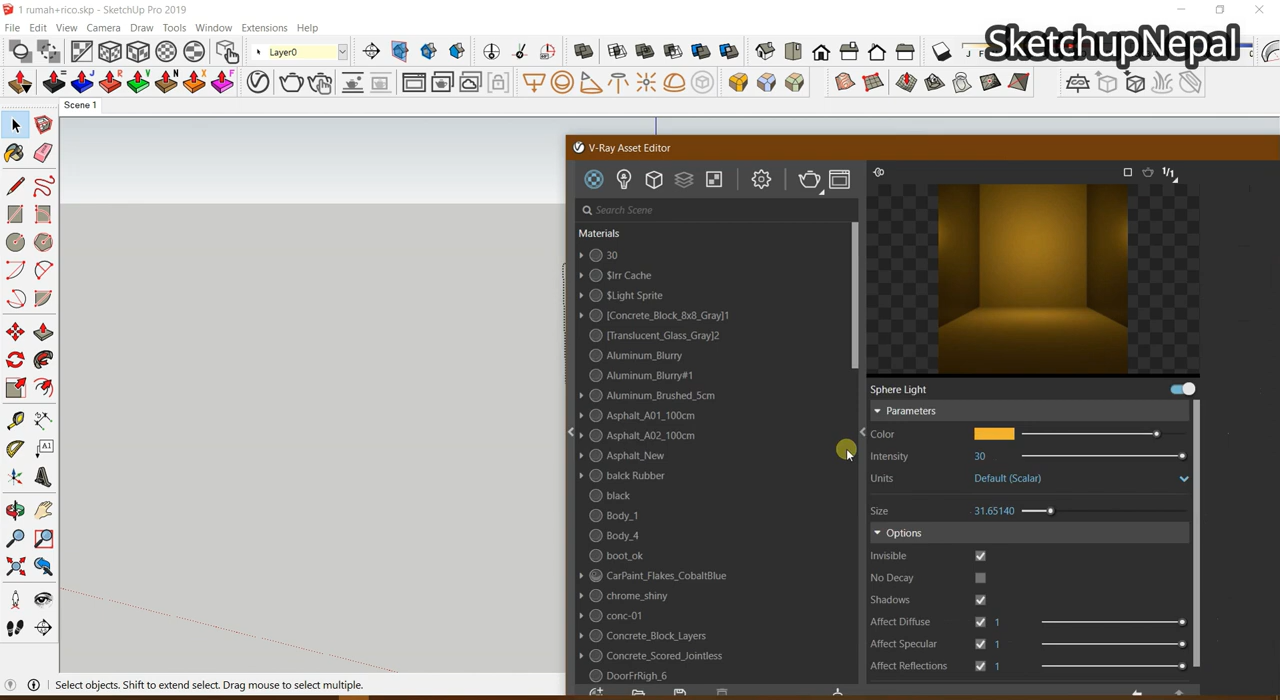 1 rumah+rico.skp - SketchUp Pro 2019
File Edit View Camera Draw Tools Window Extensions Help
SketchupNepal
Layer0
Scene 1
V-Ray Asset Editor
1/1
Search Scene
Materials
30
$Irr Cache
$Light Sprite
[Concrete_Block_8x8_Gray]1
[Translucent_Glass_Gray]2
Aluminum_Blurry
Aluminum_Blurry#1
Aluminum_Brushed_5cm
Asphalt_A01_100cm
Asphalt_A02_100cm
Asphalt_New
balck Rubber
black
Body_1
Body_4
boot_ok
CarPaint_Flakes_CobaltBlue
chrome_shiny
conc-01
Concrete_Block_Layers
Concrete_Scored_Jointless
DoorFrRigh_6
Sphere Light
Parameters
Color
Intensity 30
Units Default (Scalar)
Size 31.65140
Options
Invisible
No Decay
Shadows
Affect Diffuse 1
Affect Specular 1
Affect Reflections 1
A1
Select objects. Shift to extend select. Drag mouse to select multiple.